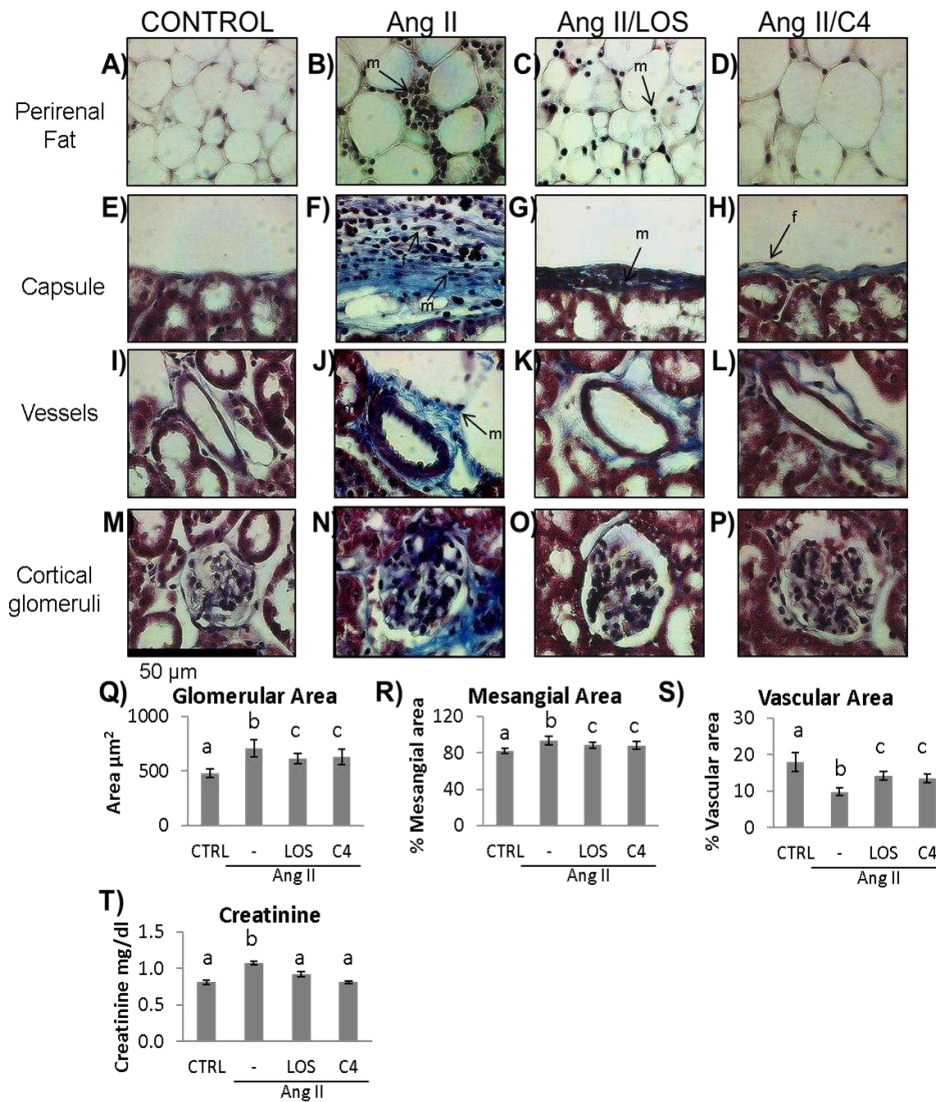 CONTROL Ang II Ang II/LOS Ang II/C4
A) B) C) D)
m m
Perirenal
Fat
E) F) G) H)
f m f
m
Capsule
I) J) K) L)
m
Vessels
M) N) O) P)
Cortical
glomeruli
50 µm
Q) Glomerular Area
1000
500
0
Area µm²
a b c c
CTRL - LOS C4
Ang II
R) Mesangial Area
120
80
40
0
% Mesangial area
a b c c
CTRL - LOS C4
Ang II
S) Vascular Area
30
20
10
0
% Vascular area
a b c c
CTRL - LOS C4
Ang II
T) Creatinine
1.5
1.0
0.5
0.0
Creatinine mg/dl
a b a a
CTRL - LOS C4
Ang II